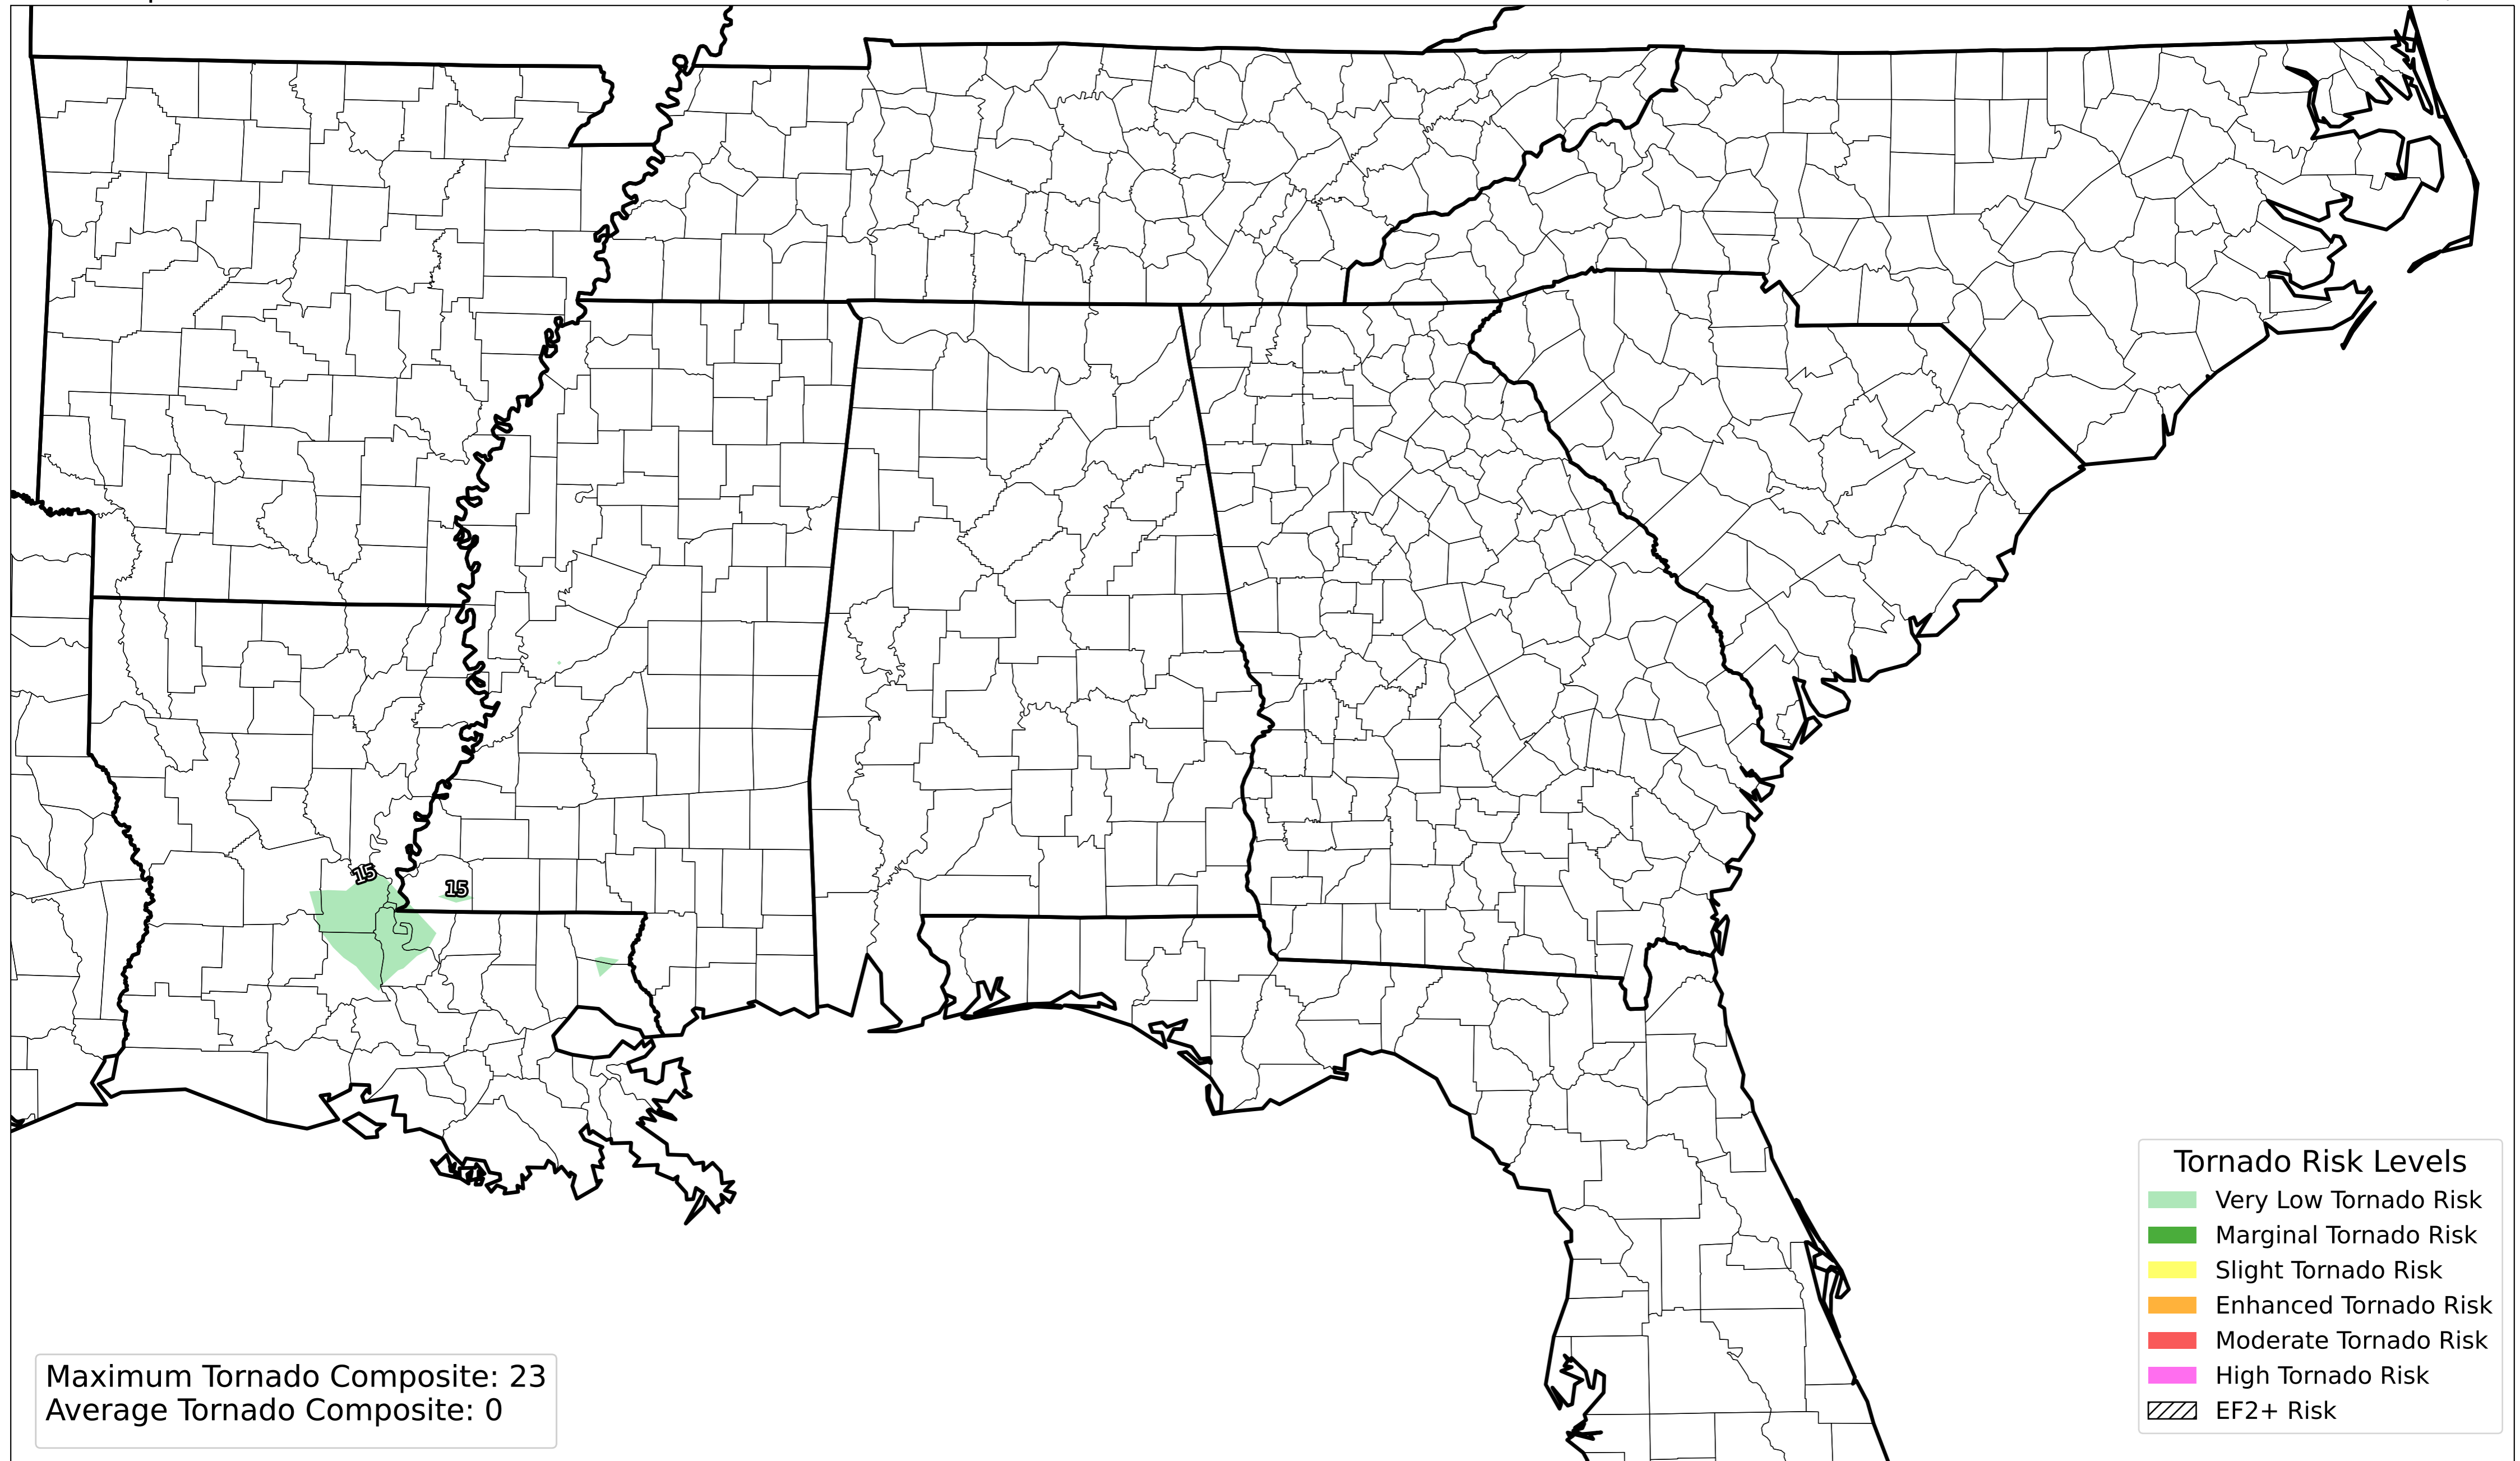 15
15
Tornado Risk Levels
Very Low Tornado Risk
Marginal Tornado Risk
Slight Tornado Risk
Enhanced Tornado Risk
Moderate Tornado Risk
High Tornado Risk
EF2+ Risk
Maximum Tornado Composite: 23
Average Tornado Composite: 0